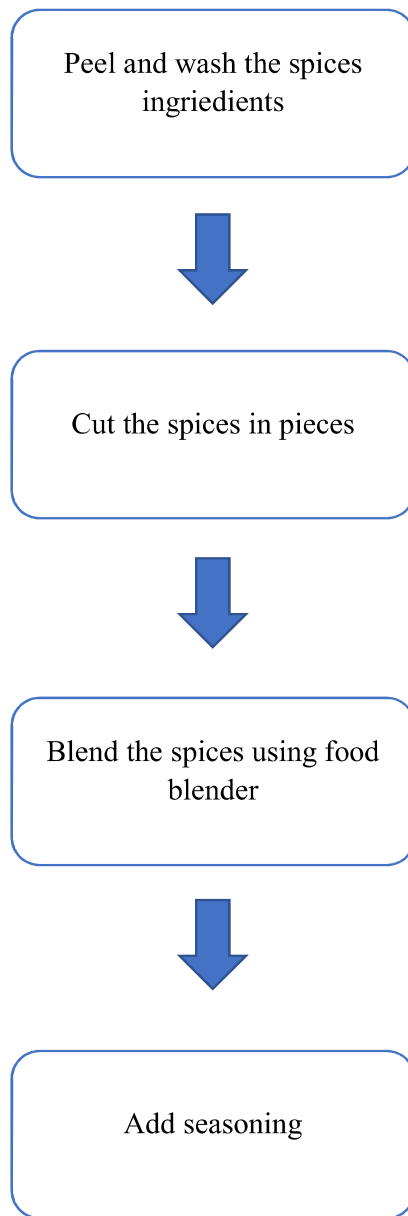 Peel and wash the spices
ingriedients
Cut the spices in pieces
Blend the spices using food
blender
Add seasoning